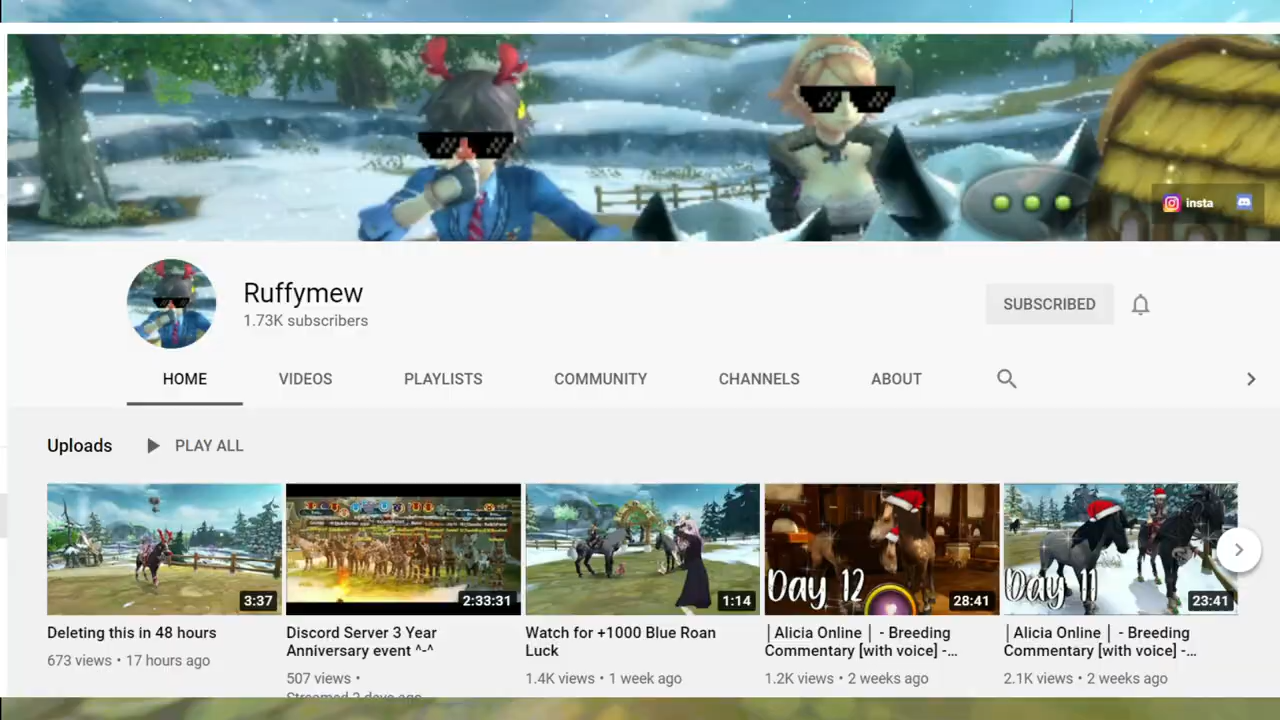 insta
Ruffymew
1.73K subscribers
SUBSCRIBED
HOME
VIDEOS
PLAYLISTS
COMMUNITY
CHANNELS
ABOUT
Uploads
PLAY ALL
3:37
2:33:31
1:14
Day 12
28:41
Day 11
23:41
Deleting this in 48 hours
673 views • 17 hours ago
Discord Server 3 Year
Anniversary event ^-^
507 views •
Streamed 2 days ago
Watch for +1000 Blue Roan
Luck
1.4K views • 1 week ago
│Alicia Online │ - Breeding
Commentary [with voice] -...
1.2K views • 2 weeks ago
│Alicia Online │ - Breeding
Commentary [with voice] -...
2.1K views • 2 weeks ago